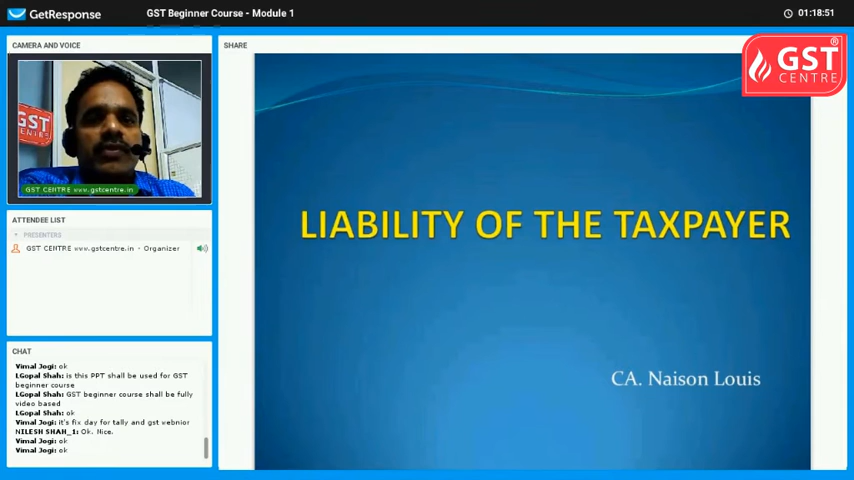 GetResponse
GST Beginner Course - Module 1
01:18:51
CAMERA AND VOICE
SHARE
GST
CENTRE
®
GST
GST CENTRE www.gstcentre.in
ATTENDEE LIST
PRESENTERS
GST CENTRE www.gstcentre.in - Organizer
CHAT
Vimal Jogi: ok
LGopal Shah: is this PPT shall be used for GST
beginner course
LGopal Shah: GST beginner course shall be fully
video based
LGopal Shah: ok
Vimal Jogi: it's fix day for tally and gst vebnior
NILESH SHAH_1: Ok. Nice.
Vimal Jogi: ok
Vimal Jogi: ok
LIABILITY OF THE TAXPAYER
CA. Naison Louis